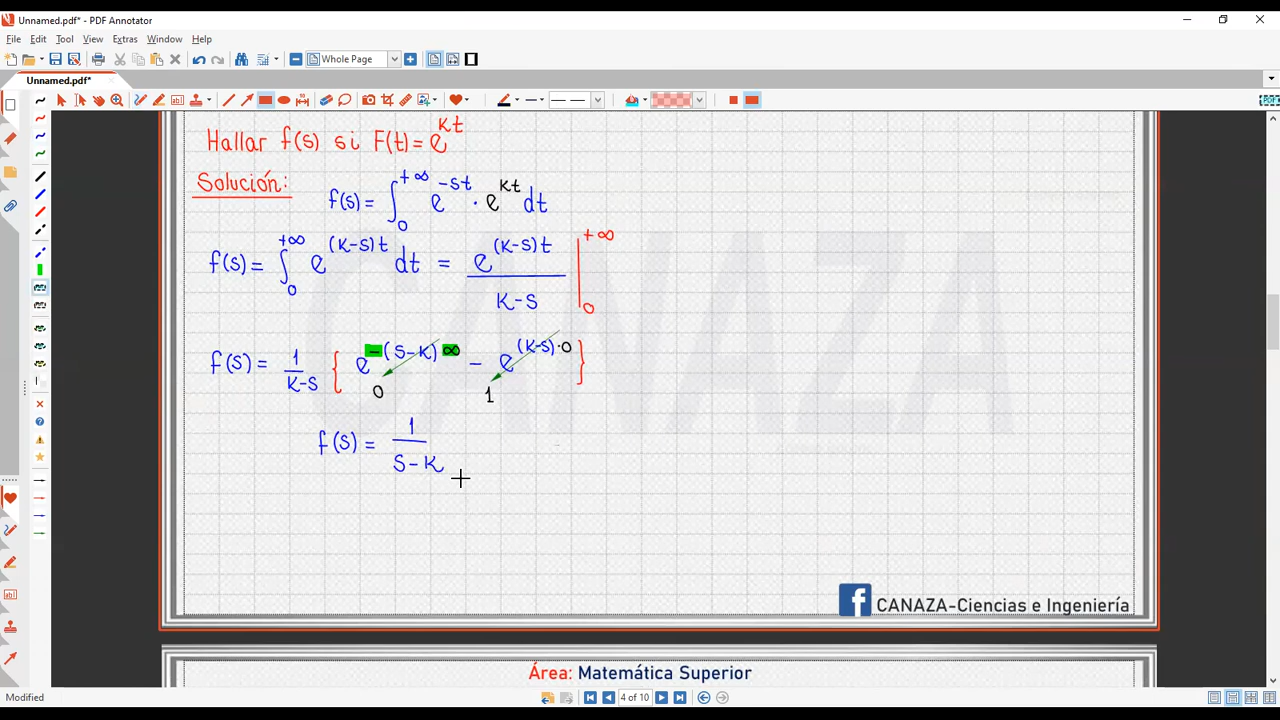 Unnamed.pdf* - PDF Annotator
File Edit Tool View Extras Window Help
Whole Page
Unnamed.pdf*
Hallar f(s) si F(t) = e^{kt}
Solución:
f(s) = ∫_0^{+∞} e^{-st} · e^{kt} dt
f(s) = ∫_0^{+∞} e^{(k-s)t} dt = e^{(k-s)t} / (k-s) |_0^{+∞}
f(s) = 1/(k-s) { e^{-(s-k)∞} - e^{(k-s)·0} }
0 1
f(s) = 1/(s-k)
CANAZA
f CANAZA-Ciencias e Ingeniería
Área: Matemática Superior
Modified 4 of 10